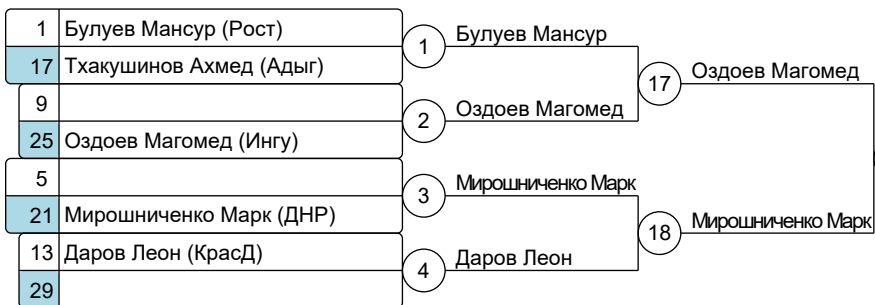 1 Булуев Мансур (Рост)
17 Тхакушинов Ахмед (Адыг)
9
25 Оздоев Магомед (Ингу)
5
21 Мирошниченко Марк (ДНР)
13 Даров Леон (КрасД)
29
1 Булуев Мансур
2 Оздоев Магомед
3 Мирошниченко Марк
4 Даров Леон
17 Оздоев Магомед
18 Мирошниченко Марк